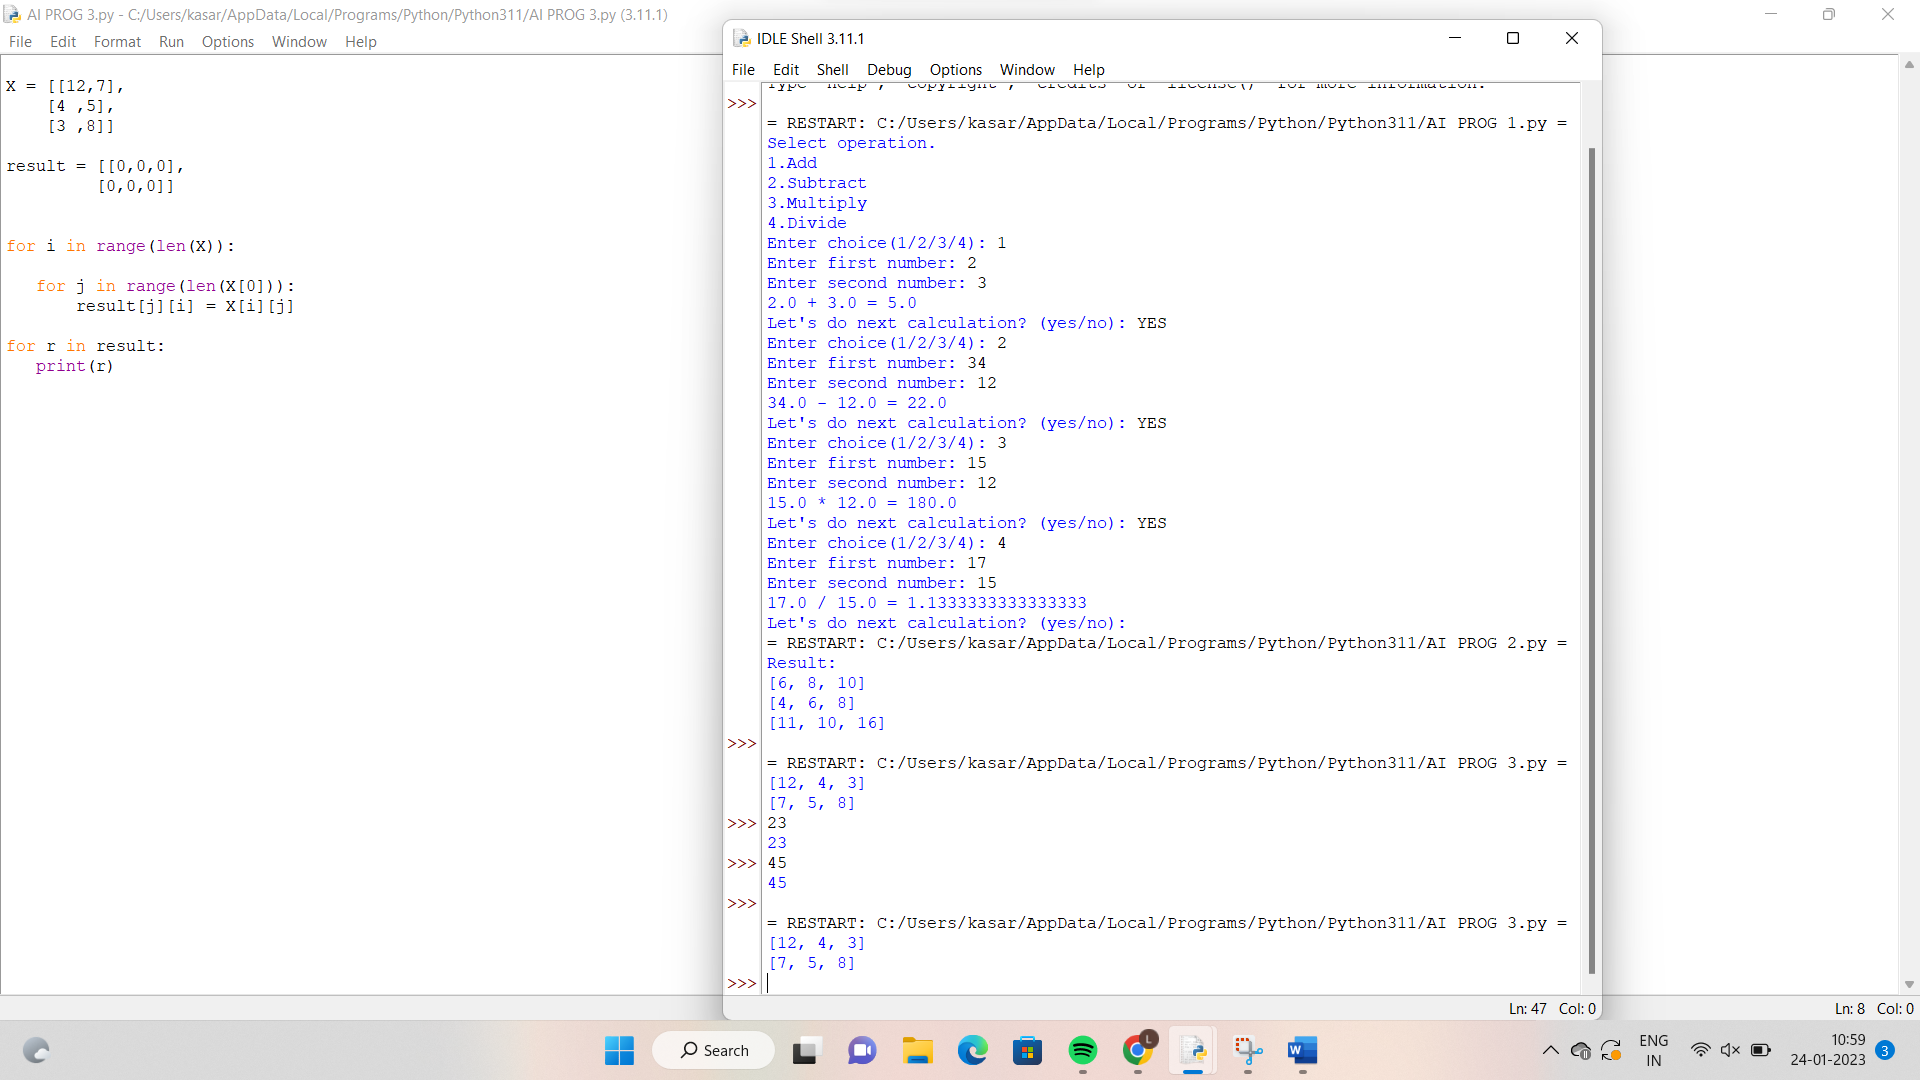 AI PROG 3.py - C:/Users/kasar/AppData/Local/Programs/Python/Python311/AI PROG 3.py (3.11.1)
File Edit Format Run Options Window Help
X = [[12,7],
    [4 ,5],
    [3 ,8]]
result = [[0,0,0],
         [0,0,0]]
for i in range(len(X)):
   for j in range(len(X[0])):
       result[j][i] = X[i][j]
for r in result:
   print(r)
IDLE Shell 3.11.1
File Edit Shell Debug Options Window Help
Type "help", "copyright", "credits" or "license()" for more information.
>>>
= RESTART: C:/Users/kasar/AppData/Local/Programs/Python/Python311/AI PROG 1.py =
Select operation.
1.Add
2.Subtract
3.Multiply
4.Divide
Enter choice(1/2/3/4): 1
Enter first number: 2
Enter second number: 3
2.0 + 3.0 = 5.0
Let's do next calculation? (yes/no): YES
Enter choice(1/2/3/4): 2
Enter first number: 34
Enter second number: 12
34.0 - 12.0 = 22.0
Let's do next calculation? (yes/no): YES
Enter choice(1/2/3/4): 3
Enter first number: 15
Enter second number: 12
15.0 * 12.0 = 180.0
Let's do next calculation? (yes/no): YES
Enter choice(1/2/3/4): 4
Enter first number: 17
Enter second number: 15
17.0 / 15.0 = 1.1333333333333333
Let's do next calculation? (yes/no):
= RESTART: C:/Users/kasar/AppData/Local/Programs/Python/Python311/AI PROG 2.py =
Result:
[6, 8, 10]
[4, 6, 8]
[11, 10, 16]
>>>
= RESTART: C:/Users/kasar/AppData/Local/Programs/Python/Python311/AI PROG 3.py =
[12, 4, 3]
[7, 5, 8]
>>> 23
23
>>> 45
45
>>>
= RESTART: C:/Users/kasar/AppData/Local/Programs/Python/Python311/AI PROG 3.py =
[12, 4, 3]
[7, 5, 8]
>>>
Ln: 47 Col: 0
Ln: 8 Col: 0
Search
L
W
ENG
IN
10:59
24-01-2023
3